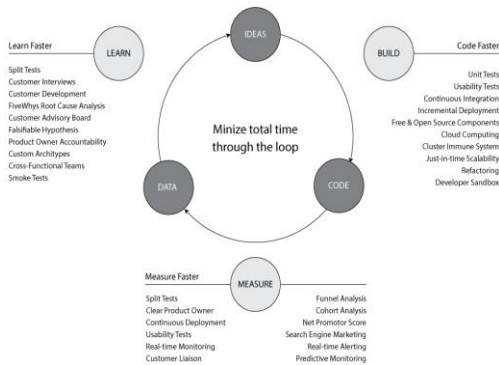 IDEAS
Learn Faster
LEARN
Split Tests
Customer Interviews
Customer Development
FiveWhys Root Cause Analysis
Customer Advisory Board
Falsifiable Hypothesis
Product Owner Accountability
Custom Architypes
Cross-Functional Teams
Smoke Tests
BUILD
Code Faster
Unit Tests
Usability Tests
Continuous Integration
Incremental Deployment
Free & Open Source Components
Cloud Computing
Cluster Immune System
Just-in-time Scalability
Refactoring
Developer Sandbox
Minize total time
through the loop
DATA
CODE
Measure Faster
MEASURE
Split Tests
Clear Product Owner
Continuous Deployment
Usability Tests
Real-time Monitoring
Customer Liaison
Funnel Analysis
Cohort Analysis
Net Promotor Score
Search Engine Marketing
Real-time Alerting
Predictive Monitoring